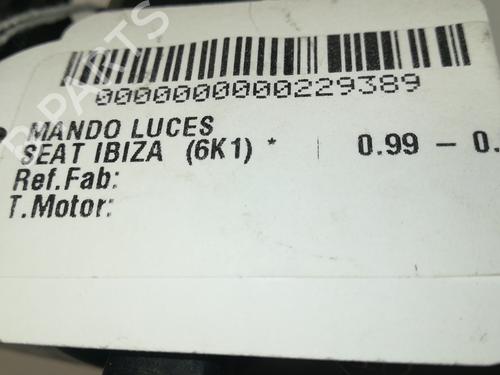 0000000000229389
MANDO LUCES
SEAT IBIZA (6K1) * | 0.99 - 0.
Ref.Fab:
T.Motor: